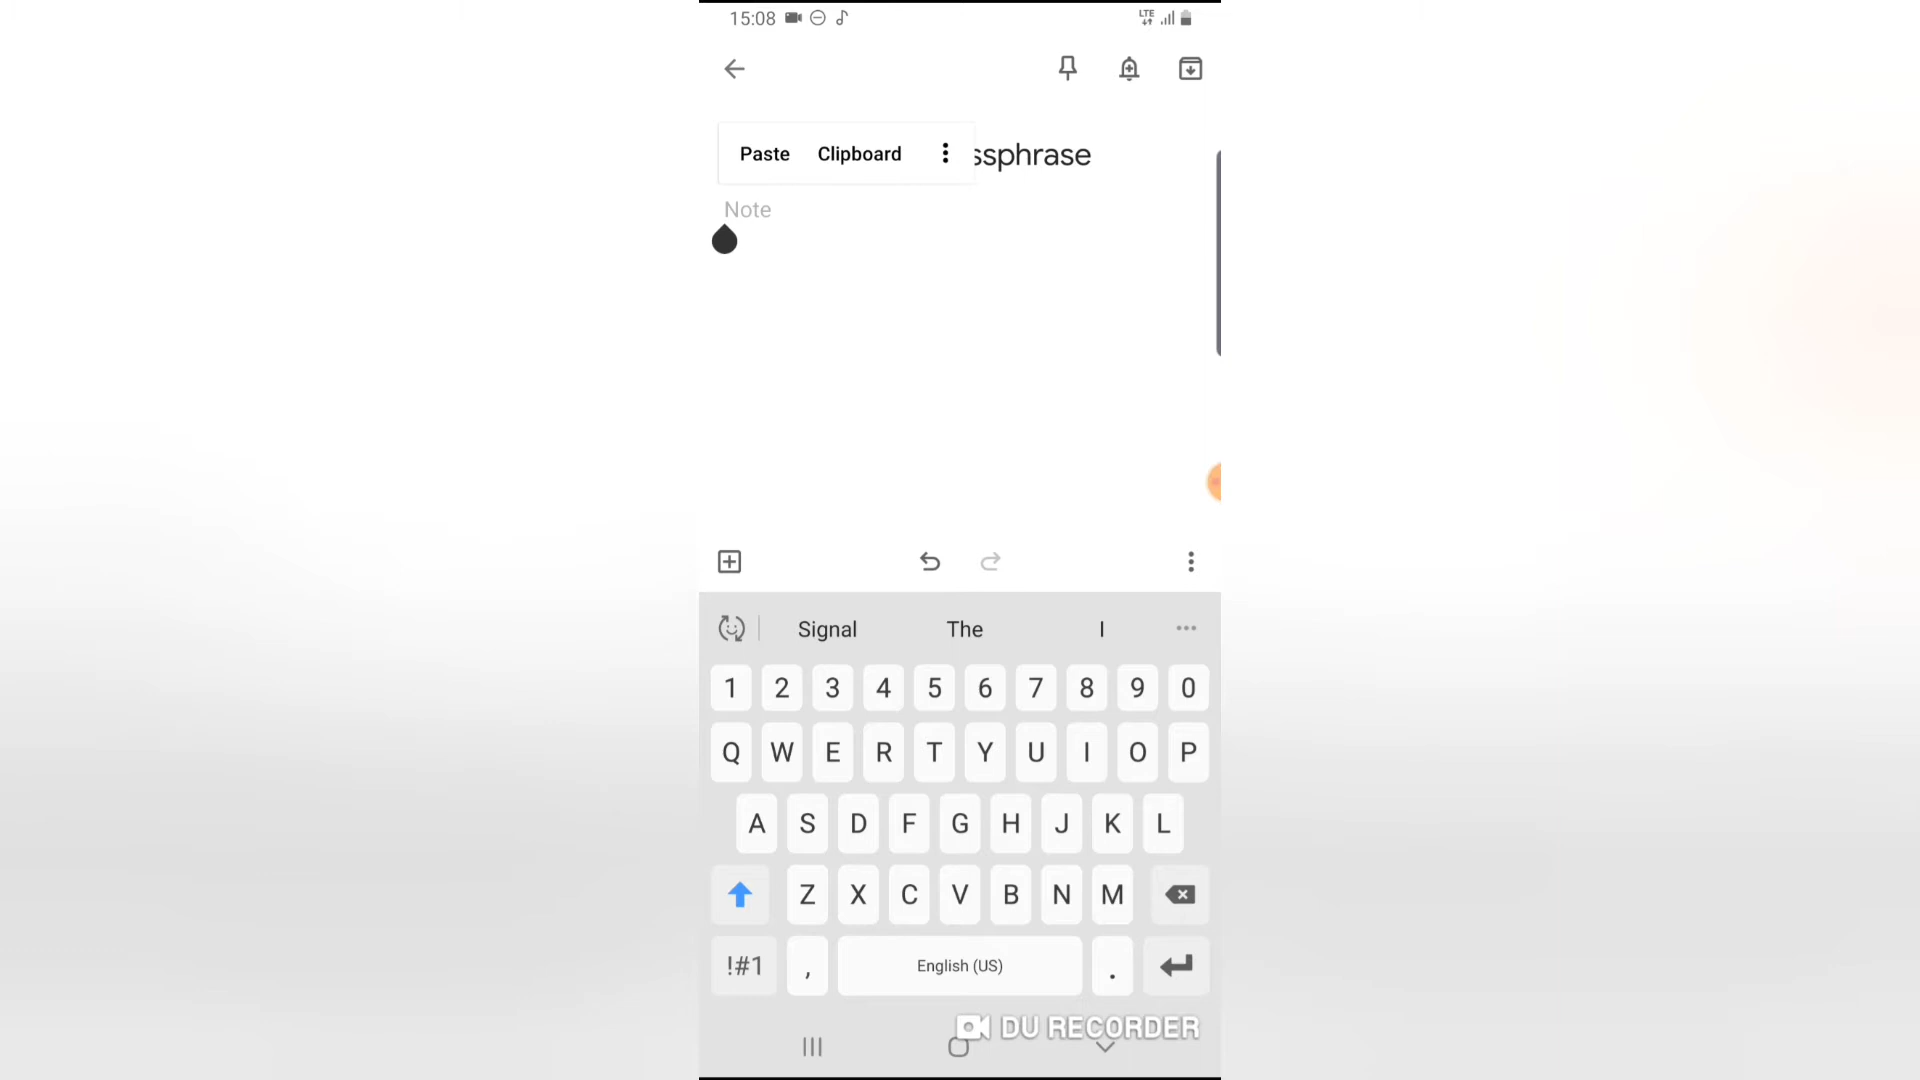 15:08
LTE
Paste Clipboard ssphrase
Note
Signal The I
1 2 3 4 5 6 7 8 9 0
Q W E R T Y U I O P
A S D F G H J K L
Z X C V B N M
!#1 , English (US) .
DU RECORDER